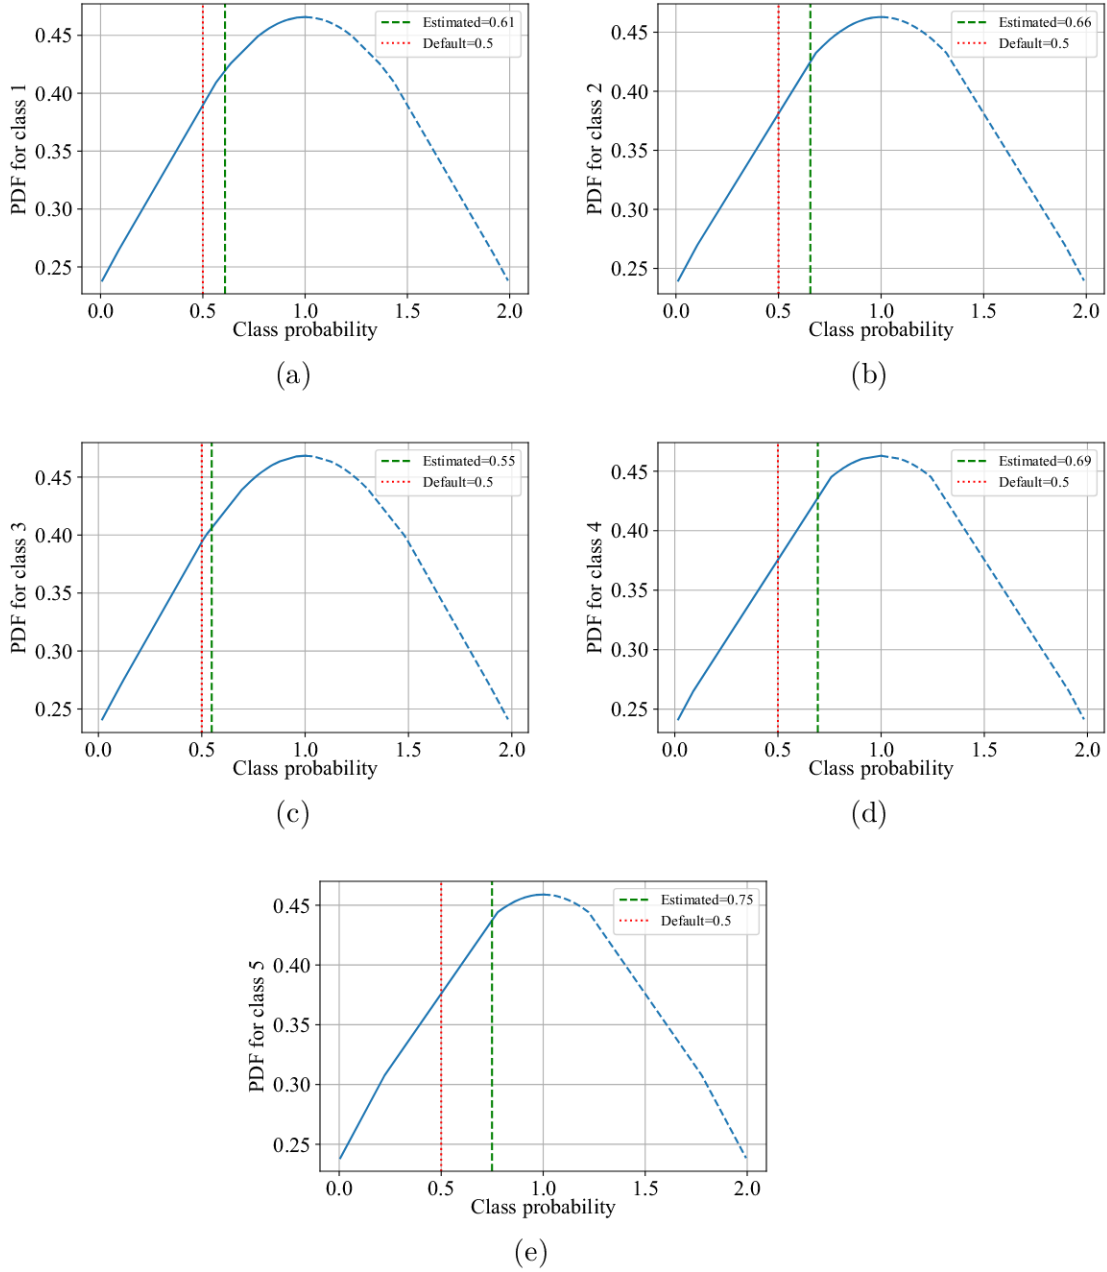 Estimated=0.61
Default=0.5
PDF for class 1
0.45
0.40
0.35
0.30
0.25
0.0 0.5 1.0 1.5 2.0
Class probability
(a)
Estimated=0.66
Default=0.5
PDF for class 2
0.45
0.40
0.35
0.30
0.25
0.0 0.5 1.0 1.5 2.0
Class probability
(b)
Estimated=0.55
Default=0.5
PDF for class 3
0.45
0.40
0.35
0.30
0.25
0.0 0.5 1.0 1.5 2.0
Class probability
(c)
Estimated=0.69
Default=0.5
PDF for class 4
0.45
0.40
0.35
0.30
0.25
0.0 0.5 1.0 1.5 2.0
Class probability
(d)
Estimated=0.75
Default=0.5
PDF for class 5
0.45
0.40
0.35
0.30
0.25
0.0 0.5 1.0 1.5 2.0
Class probability
(e)